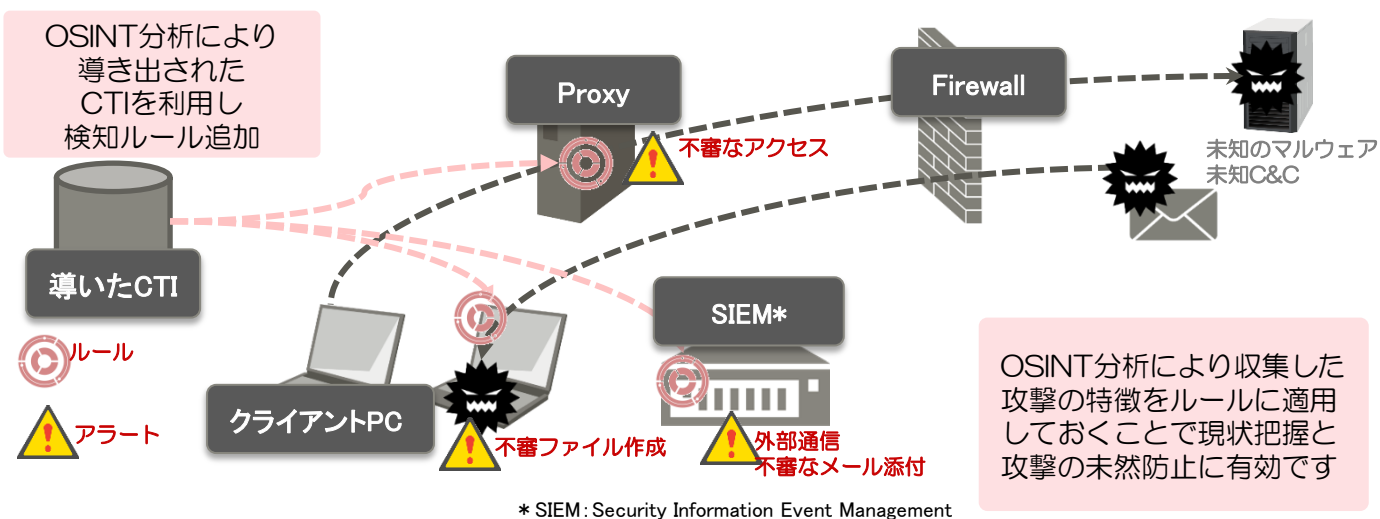 OSINT分析により
導き出された
CTIを利用し
検知ルール追加
導いたCTI
ルール
アラート
Proxy
不審なアクセス
Firewall
未知のマルウェア
未知C&C
クライアントPC
不審ファイル作成
SIEM*
外部通信
不審なメール添付
OSINT分析により収集した
攻撃の特徴をルールに適用
しておくことで現状把握と
攻撃の未然防止に有効です
* SIEM：Security Information Event Management